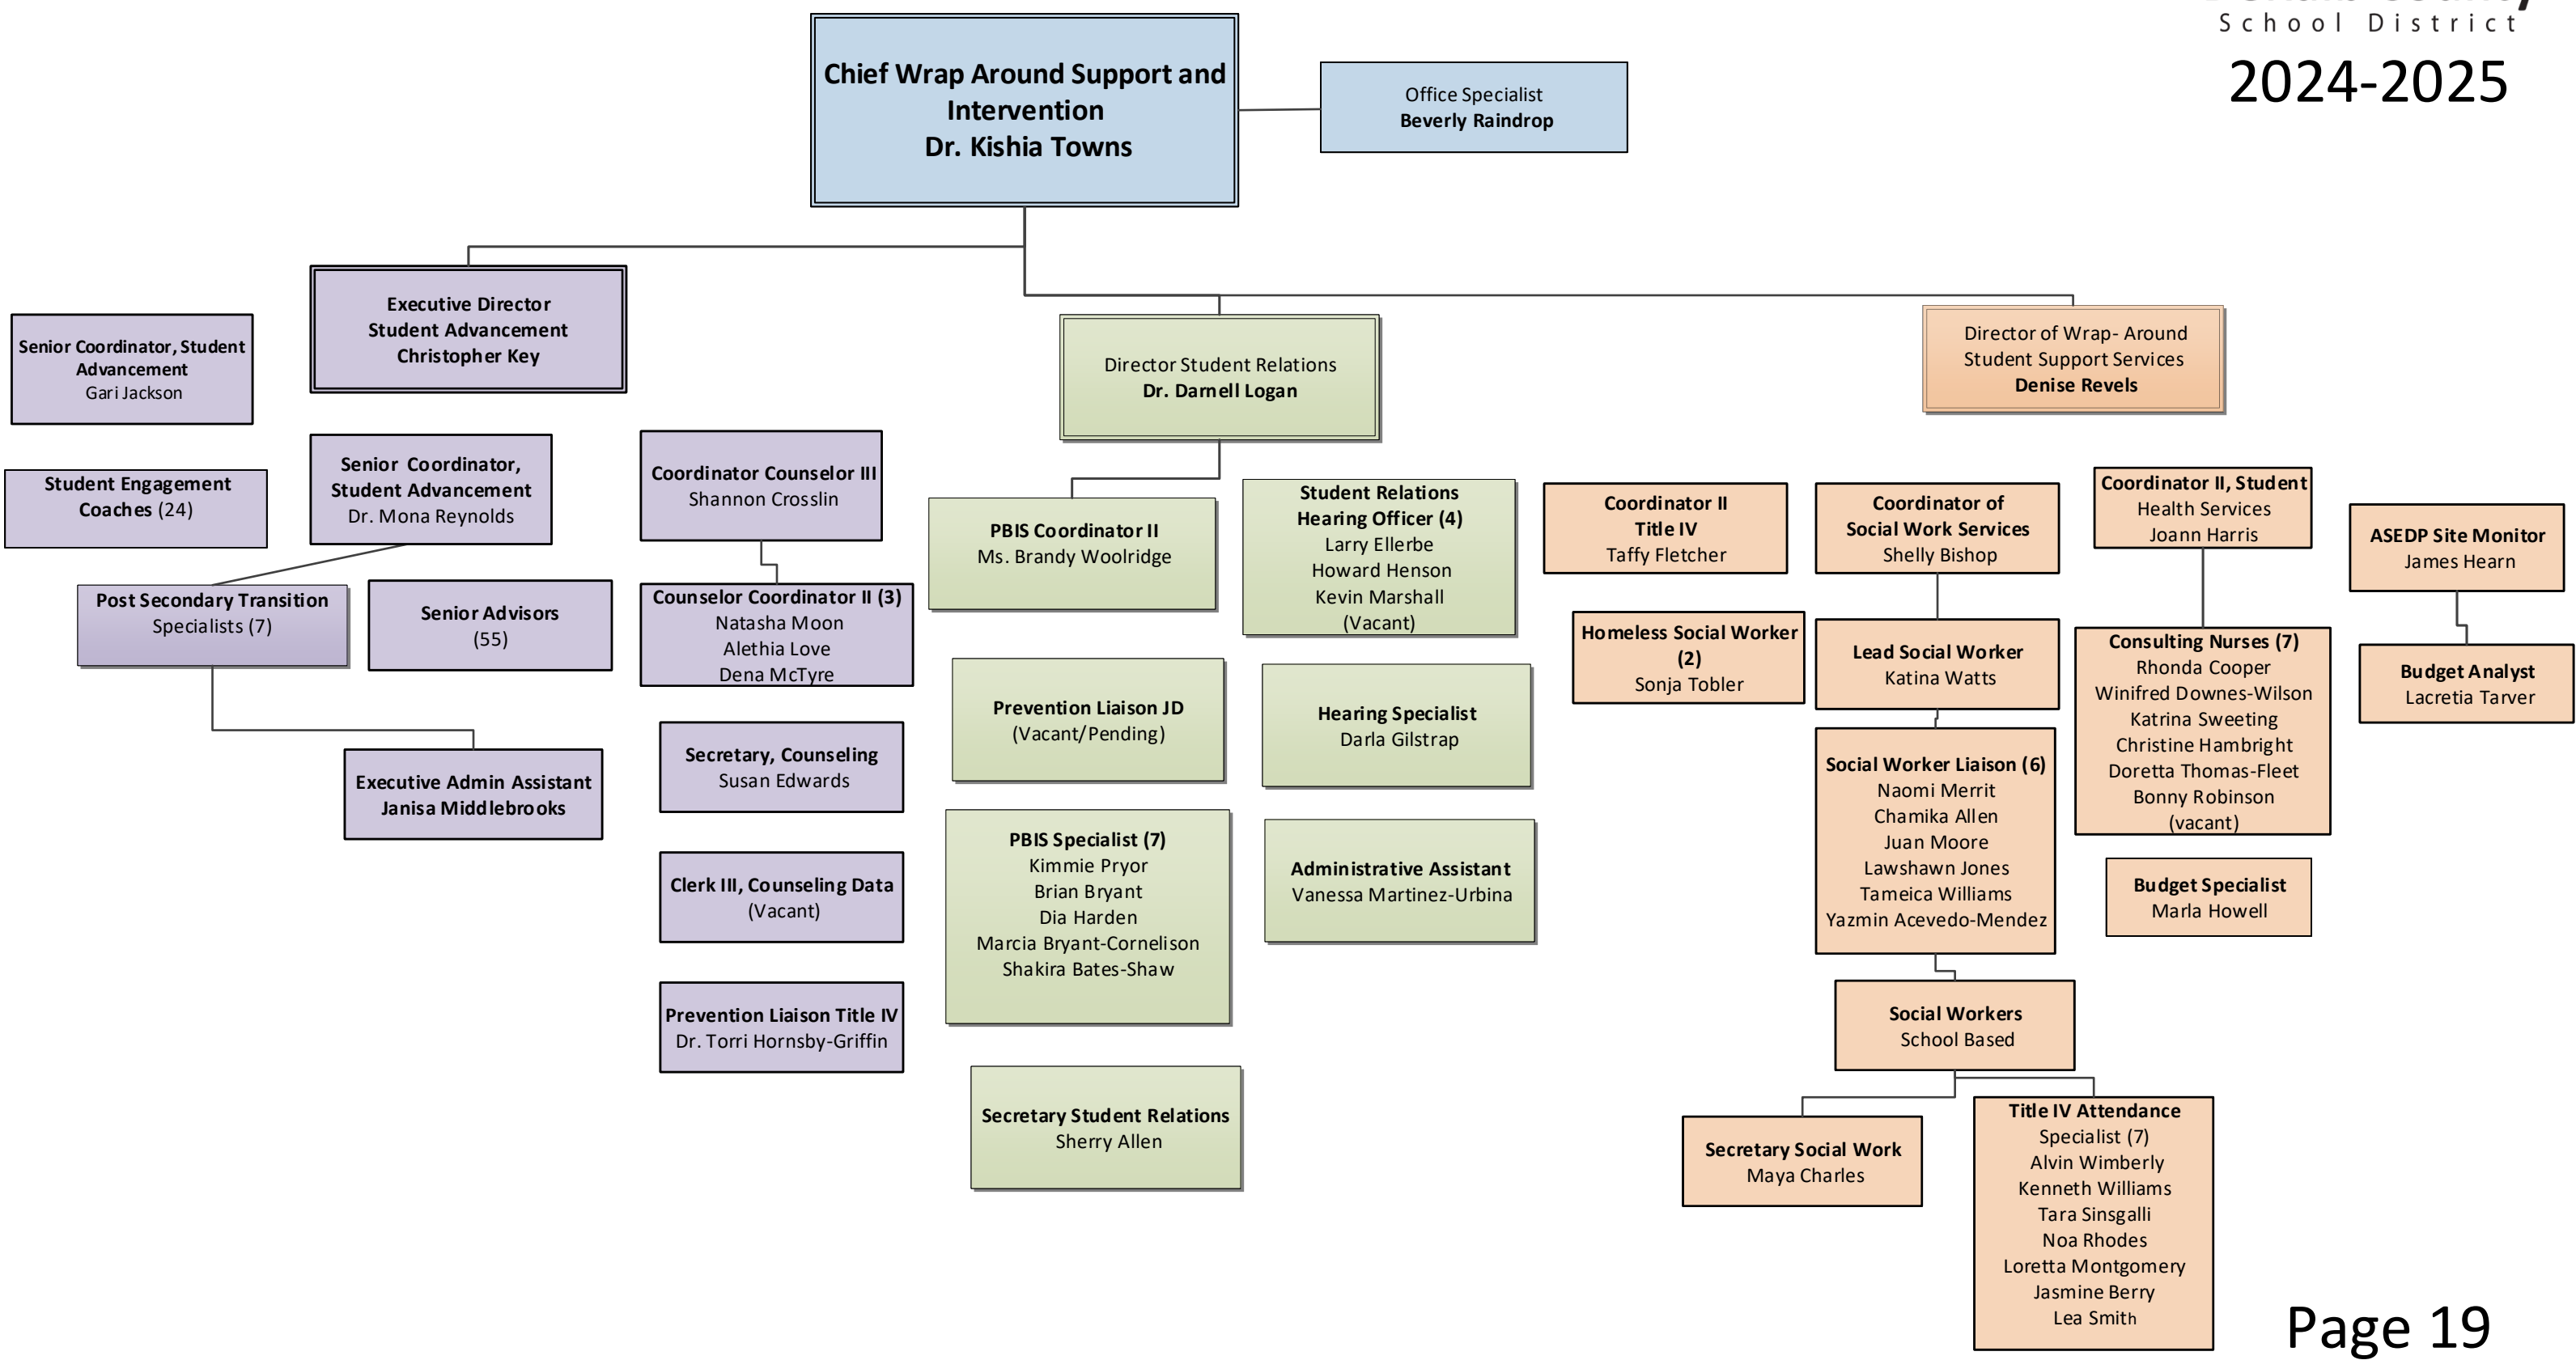 School District
2024-2025
Chief Wrap Around Support and
Intervention
Dr. Kishia Towns
Office Specialist
Beverly Raindrop
Executive Director
Student Advancement
Christopher Key
Senior Coordinator, Student
Advancement
Gari Jackson
Director Student Relations
Dr. Darnell Logan
Director of Wrap- Around
Student Support Services
Denise Revels
Student Engagement
Coaches (24)
Senior Coordinator,
Student Advancement
Dr. Mona Reynolds
Coordinator Counselor III
Shannon Crosslin
Post Secondary Transition
Specialists (7)
Senior Advisors
(55)
Counselor Coordinator II (3)
Natasha Moon
Alethia Love
Dena McTyre
Executive Admin Assistant
Janisa Middlebrooks
Secretary, Counseling
Susan Edwards
Clerk III, Counseling Data
(Vacant)
Prevention Liaison Title IV
Dr. Torri Hornsby-Griffin
PBIS Coordinator II
Ms. Brandy Woolridge
Student Relations
Hearing Officer (4)
Larry Ellerbe
Howard Henson
Kevin Marshall
(Vacant)
Prevention Liaison JD
(Vacant/Pending)
Hearing Specialist
Darla Gilstrap
PBIS Specialist (7)
Kimmie Pryor
Brian Bryant
Dia Harden
Marcia Bryant-Cornelison
Shakira Bates-Shaw
Administrative Assistant
Vanessa Martinez-Urbina
Secretary Student Relations
Sherry Allen
Coordinator II
Title IV
Taffy Fletcher
Homeless Social Worker
(2)
Sonja Tobler
Coordinator of
Social Work Services
Shelly Bishop
Lead Social Worker
Katina Watts
Social Worker Liaison (6)
Naomi Merrit
Chamika Allen
Juan Moore
Lawshawn Jones
Tameica Williams
Yazmin Acevedo-Mendez
Social Workers
School Based
Secretary Social Work
Maya Charles
Title IV Attendance
Specialist (7)
Alvin Wimberly
Kenneth Williams
Tara Sinsgalli
Noa Rhodes
Loretta Montgomery
Jasmine Berry
Lea Smith
Coordinator II, Student
Health Services
Joann Harris
Consulting Nurses (7)
Rhonda Cooper
Winifred Downes-Wilson
Katrina Sweeting
Christine Hambright
Doretta Thomas-Fleet
Bonny Robinson
(vacant)
Budget Specialist
Marla Howell
ASEDP Site Monitor
James Hearn
Budget Analyst
Lacretia Tarver
Page 19